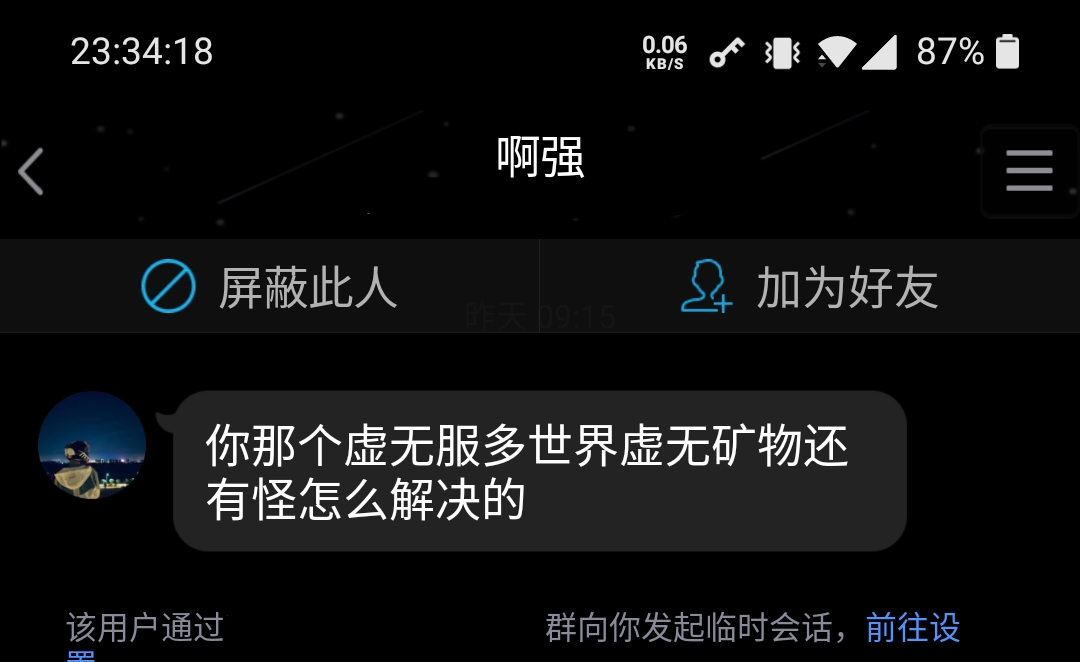 23:34:18
0.06
KB/S
87%
啊强
屏蔽此人
加为好友
昨天 09:15
你那个虚无服多世界虚无矿物还
有怪怎么解决的
该用户通过
群向你发起临时会话，前往设
置